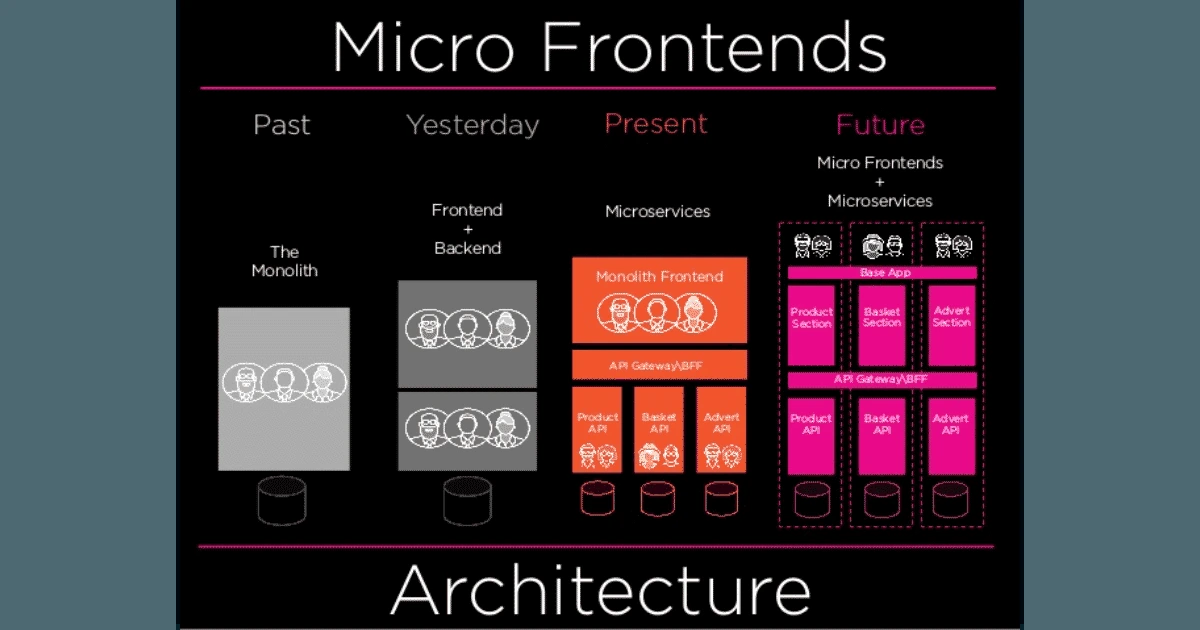 Micro Frontends
Past
Yesterday
Present
Future
The
Monolith
Frontend
+
Backend
Microservices
Monolith Frontend
API Gateway\BFF
Product
API
Basket
API
Advert
API
Micro Frontends
+
Microservices
Base App
Product
Section
Basket
Section
Advert
Section
API Gateway\BFF
Product
API
Basket
API
Advert
API
Architecture